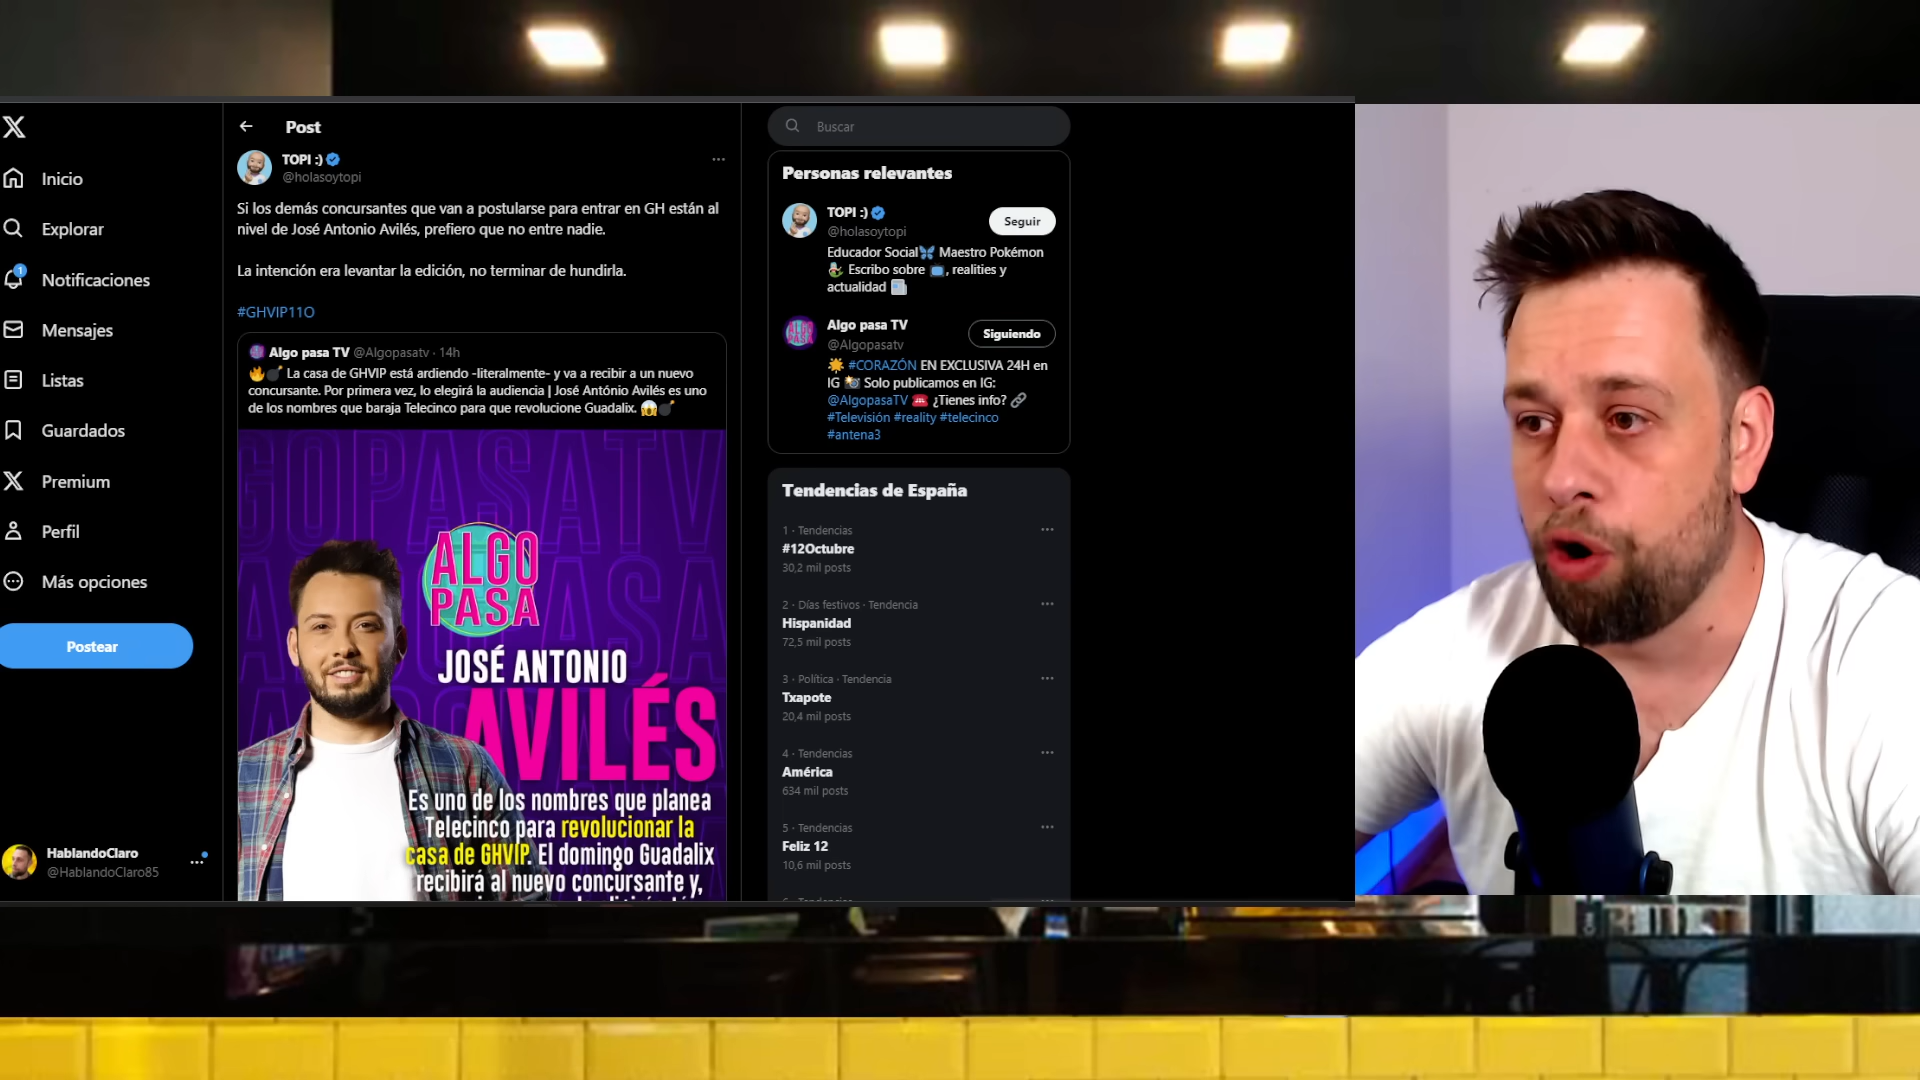 Inicio
Explorar
1
Notificaciones
Mensajes
Listas
Guardados
Premium
Perfil
Más opciones
Postear
HablandoClaro
@HablandoClaro85
Post
TOPI :)
@holasoytopi
Si los demás concursantes que van a postularse para entrar en GH están al
nivel de José Antonio Avilés, prefiero que no entre nadie.
La intención era levantar la edición, no terminar de hundirla.
#GHVIP11O
Algo pasa TV @Algopasatv · 14h
🔥💣 La casa de GHVIP está ardiendo -literalmente- y va a recibir a un nuevo
concursante. Por primera vez, lo elegirá la audiencia | José António Avilés es uno
de los nombres que baraja Telecinco para que revolucione Guadalix. 😱💣
ALGO
PASA
JOSÉ ANTONIO
AVILÉS
Es uno de los nombres que planea
Telecinco para revolucionar la
casa de GHVIP. El domingo Guadalix
recibirá al nuevo concursante y,
Buscar
Personas relevantes
TOPI :)
@holasoytopi
Seguir
Educador Social🦋 Maestro Pokémon
Escribo sobre 📺, realities y
actualidad 📰
Algo pasa TV
@Algopasatv
Siguiendo
🌟 #CORAZÓN EN EXCLUSIVA 24H en
IG 📸 Solo publicamos en IG:
@AlgopasaTV ☎️ ¿Tienes info? 🔗
#Televisión #reality #telecinco
#antena3
Tendencias de España
1 · Tendencias
#12Octubre
30,2 mil posts
2 · Días festivos · Tendencia
Hispanidad
72,5 mil posts
3 · Política · Tendencia
Txapote
20,4 mil posts
4 · Tendencias
América
634 mil posts
5 · Tendencias
Feliz 12
10,6 mil posts